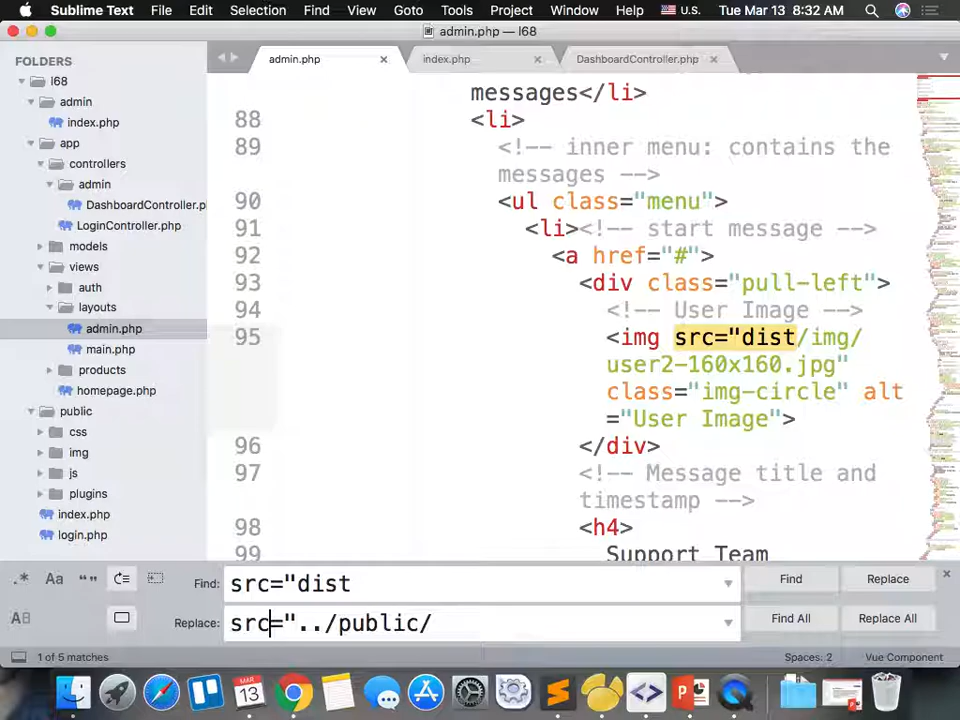 Sublime Text File Edit Selection Find View Goto Tools Project Window Help U.S. Tue Mar 13 8:32 AM
admin.php — l68
FOLDERS
l68
admin
index.php
app
controllers
admin
DashboardController.p
LoginController.php
models
views
auth
layouts
admin.php
main.php
products
homepage.php
public
css
img
js
plugins
index.php
login.php
admin.php index.php DashboardController.php
messages</li>
88 <li>
89 <!-- inner menu: contains the
messages -->
90 <ul class="menu">
91 <li><!-- start message -->
92 <a href="#">
93 <div class="pull-left">
94 <!-- User Image -->
95 <img src="dist/img/
user2-160x160.jpg"
class="img-circle" alt
="User Image">
96 </div>
97 <!-- Message title and
timestamp -->
98 <h4>
99 Support Team
.* Aa “” Find: src="dist Find Replace
AB Replace: src="../public/ Find All Replace All
1 of 5 matches Spaces: 2 Vue Component
MAR
13